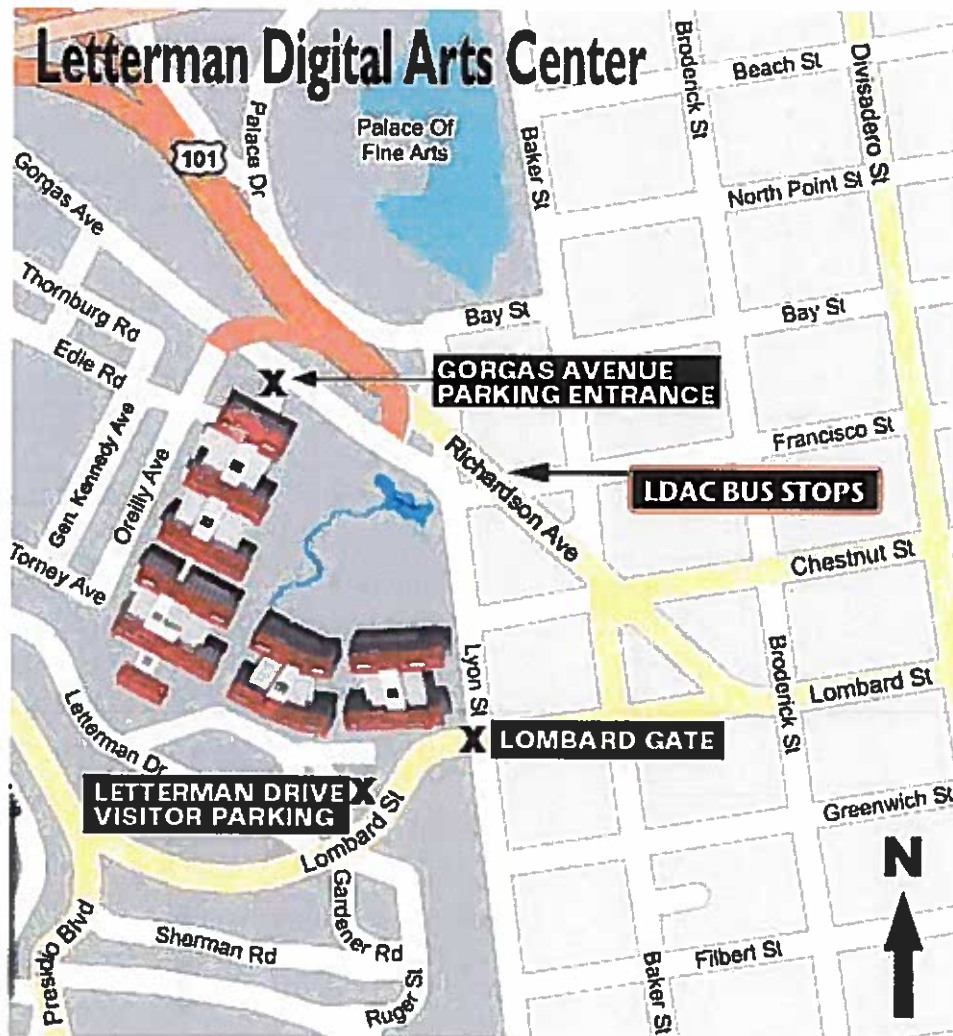 Letterman Digital Arts Center
Broderick St
Beach St
Divisadero St
Palace Dr
Palace Of
Fine Arts
Baker St
101
Gorgas Ave
North Point St
Thornburg Rd
Bay St
Bay St
Edie Rd
GORGAS AVENUE
PARKING ENTRANCE
X
Gen. Kennedy Ave
Oreilly Ave
Francisco St
Richardson Ave
LDAC BUS STOPS
Torney Ave
Chestnut St
Lyon St
Broderick St
Lombard St
Letterman Dr
X LOMBARD GATE
LETTERMAN DRIVE X
VISITOR PARKING
Lombard St
Greenwich St
N
Gardener Rd
Presidio Blvd
Sherman Rd
Ruger St
Baker St
Filbert St